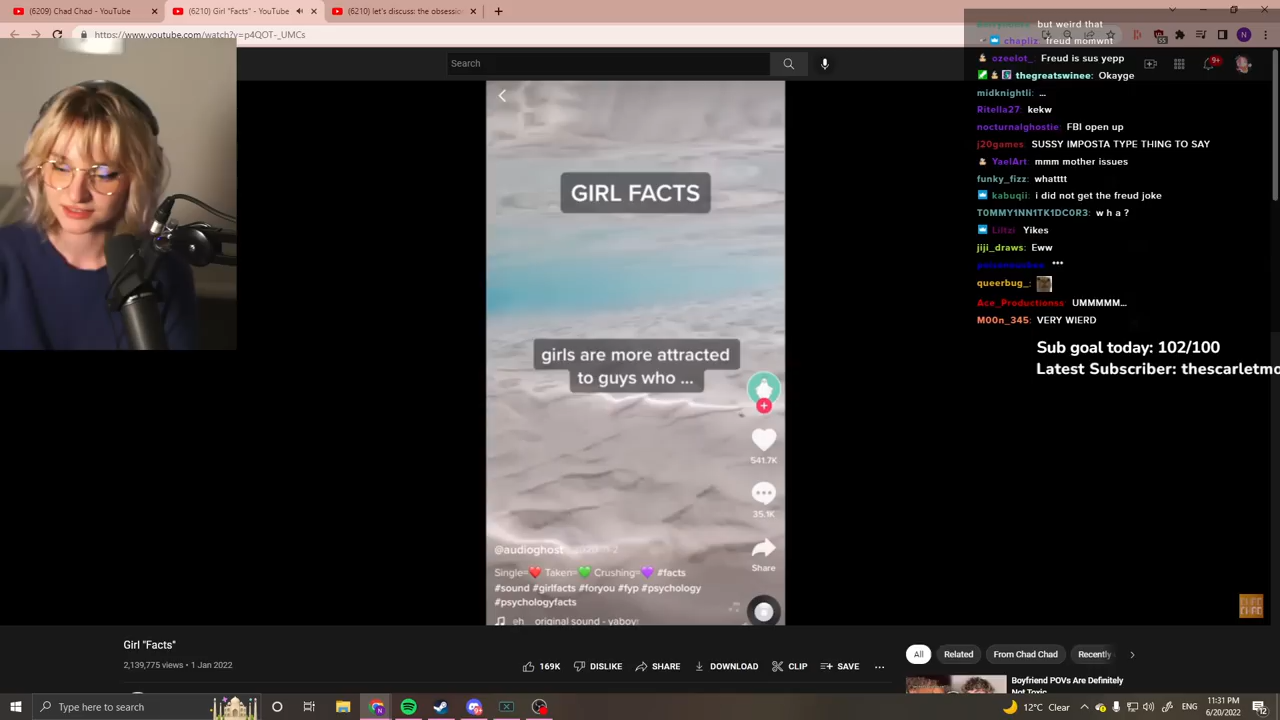 (6209) Chad Chad - YouTube
(6210) Girl "Facts" - YouTube
(6210) let's discuss: the obsessio
https://www.youtube.com/watch?v=p4QOT-_UMCs
Search
9+
N
but weird that
chapliz: freud momwnt
ozeelot_: Freud is sus yepp
thegreatswinee: Okayge
midknightli: ...
Ritella27: kekw
nocturnalghostie: FBI open up
j20games: SUSSY IMPOSTA TYPE THING TO SAY
YaelArt: mmm mother issues
funky_fizz: whatttt
kabuqii: i did not get the freud joke
T0MMY1NN1TK1DC0R3: w h a ?
Liltzi: Yikes
jiji_draws: Eww
***
queerbug_:
Ace_Productionss: UMMMMM...
M00n_345: VERY WIERD
Sub goal today: 102/100
Latest Subscriber: thescarletmo
GIRL FACTS
girls are more attracted
to guys who ...
541.7K
35.1K
Share
@audioghost
Single=❤️ Taken=💚 Crushing=💜 #facts
#sound #girlfacts #foryou #fyp #psychology
#psychologyfacts
eh original sound - yaboy
Girl "Facts"
2,139,775 views • 1 Jan 2022
169K
DISLIKE
SHARE
DOWNLOAD
CLIP
SAVE
...
All
Related
From Chad Chad
Recently
Boyfriend POVs Are Definitely
Not Toxic
Type here to search
12°C Clear
11:31 PM
6/20/2022
12